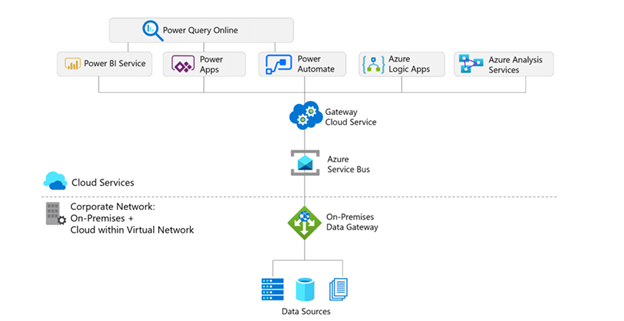 Power Query Online
Power BI Service
Power
Apps
Power
Automate
Azure
Logic Apps
Azure Analysis
Services
Gateway
Cloud Service
Azure
Service Bus
Cloud Services
Corporate Network:
On-Premises +
Cloud within Virtual Network
On-Premises
Data Gateway
Data Sources